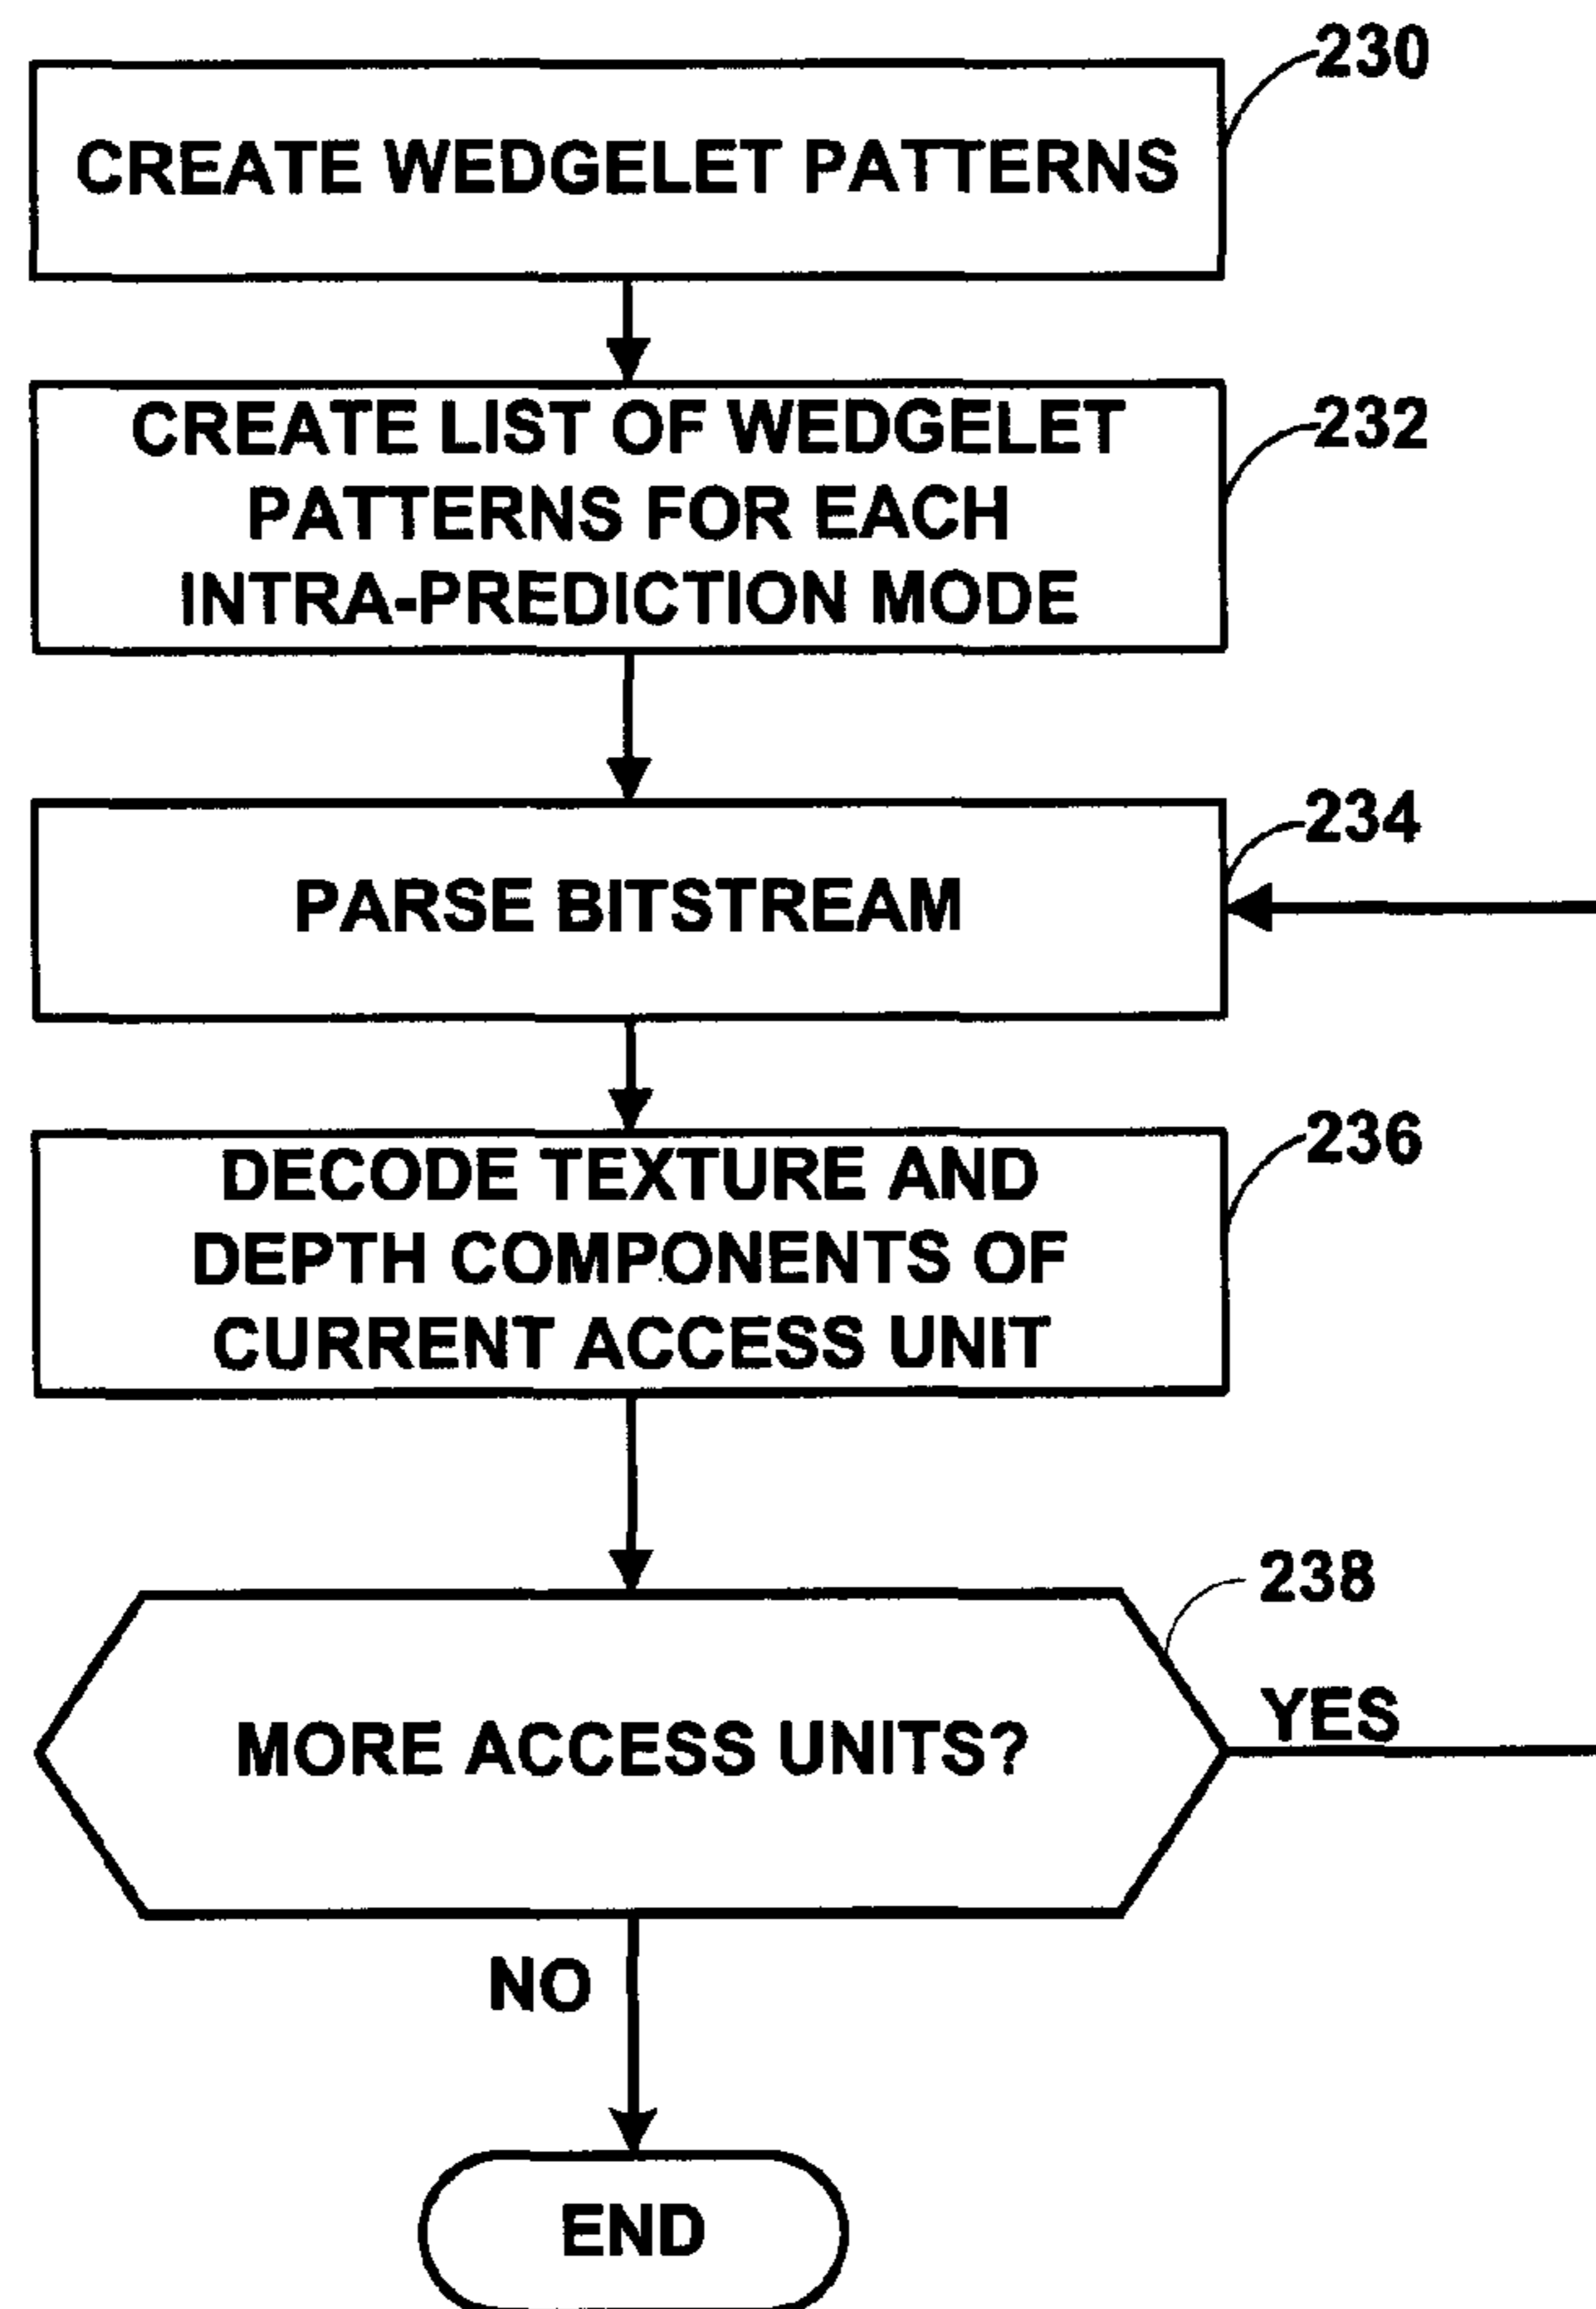 230
CREATE WEDGELET PATTERNS
232
CREATE LIST OF WEDGELET
PATTERNS FOR EACH
INTRA-PREDICTION MODE
234
PARSE BITSTREAM
236
DECODE TEXTURE AND
DEPTH COMPONENTS OF
CURRENT ACCESS UNIT
238
YES
MORE ACCESS UNITS?
NO
END